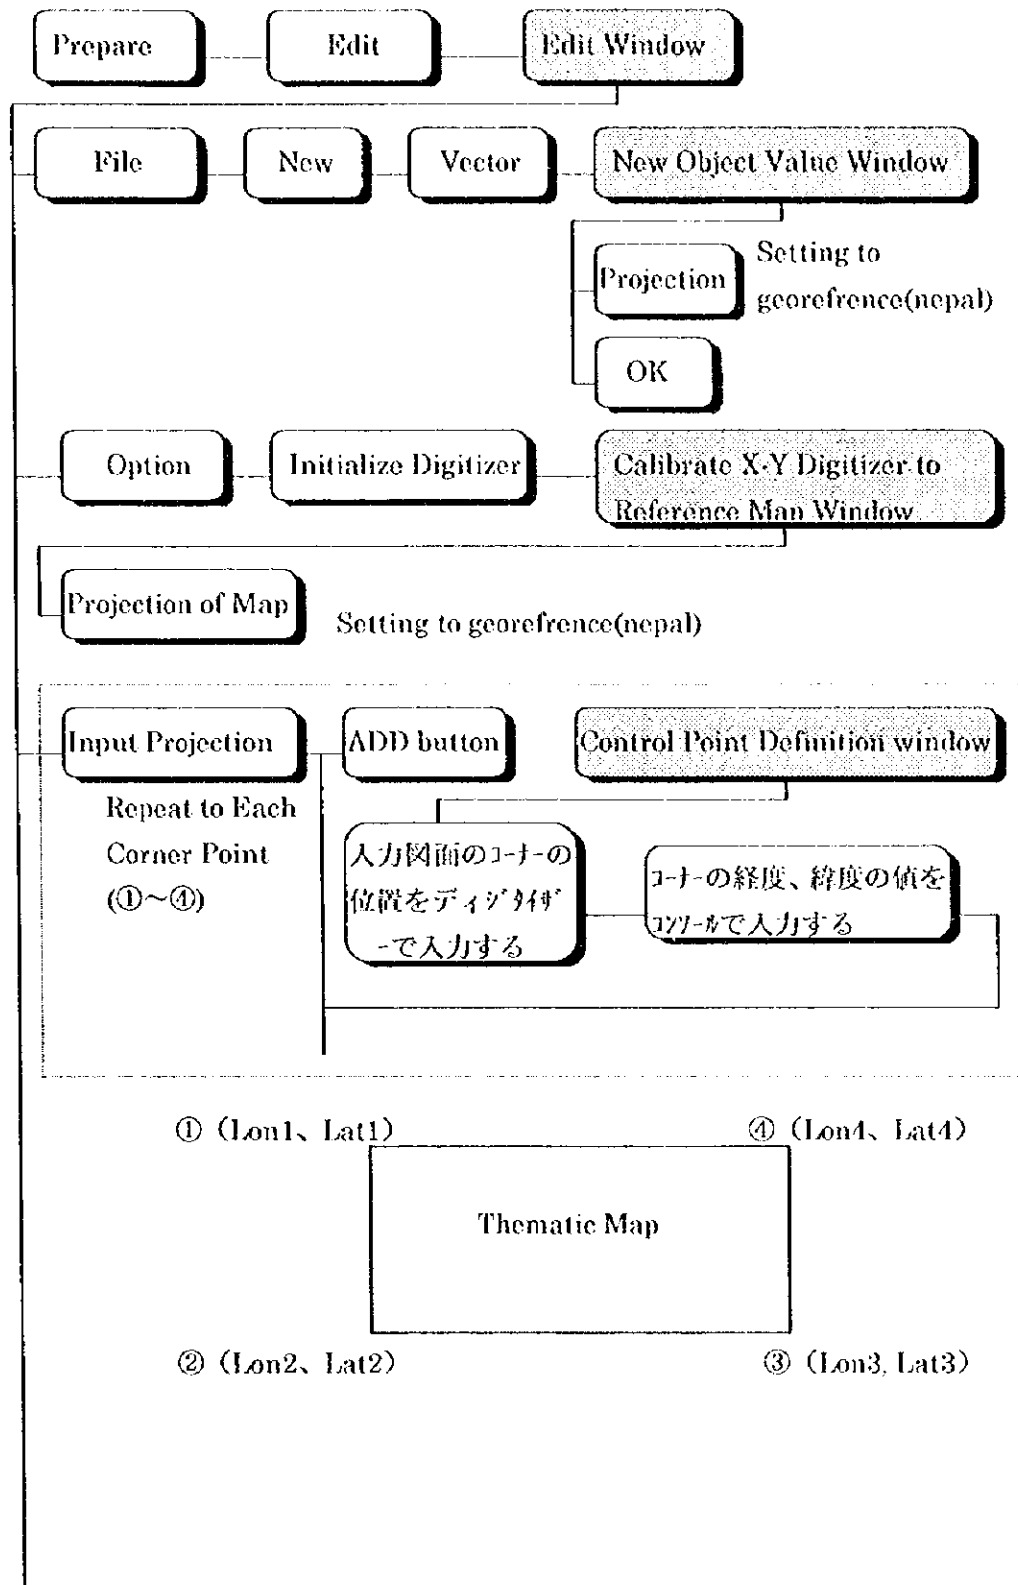 Prepare
Edit
Edit Window
File
New
Vector
New Object Value Window
Projection
Setting to
georefrence(nepal)
OK
Option
Initialize Digitizer
Calibrate X-Y Digitizer to
Reference Map Window
Projection of Map
Setting to georefrence(nepal)
Input Projection
ADD button
Control Point Definition window
Repeat to Each
Corner Point
(①～④)
入力図面のｺｰﾅｰの
位置をディｼﾞﾀｲｻﾞ
ｰで入力する
ｺｰﾅｰの経度、緯度の値を
ｺﾝｿｰﾙで入力する
① (Lon1、Lat1)
④ (Lon4、Lat4)
Thematic Map
② (Lon2、Lat2)
③ (Lon3, Lat3)